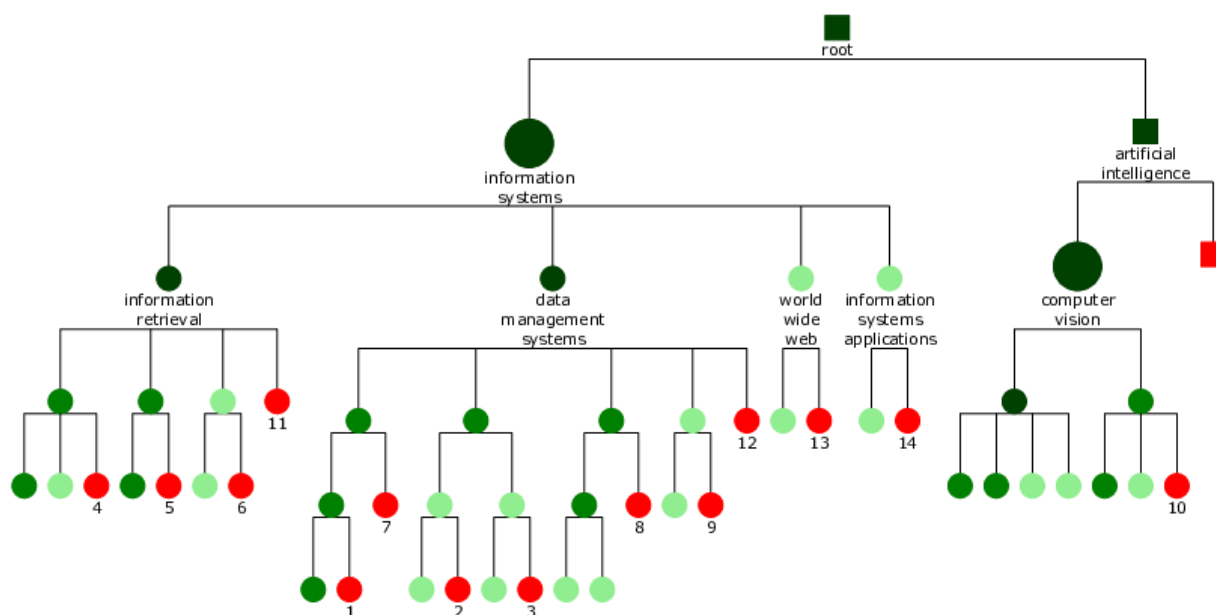 root
information
systems
artificial
intelligence
information
retrieval
data
management
systems
world
wide
web
information
systems
applications
computer
vision
11
12
13
14
4
5
6
7
8
9
10
1
2
3